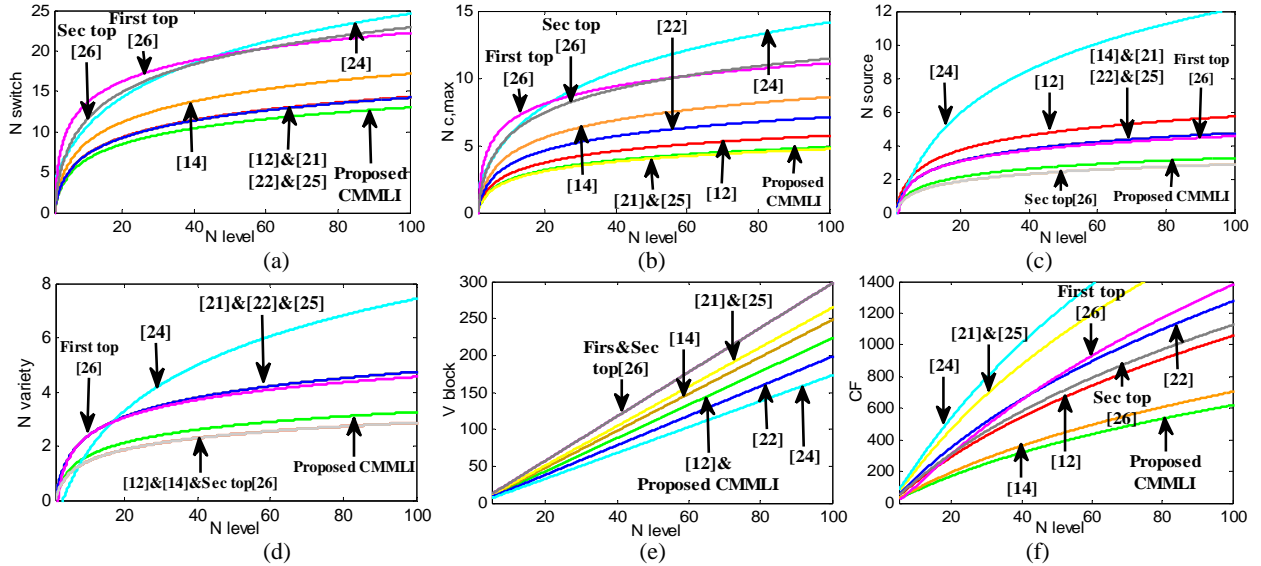 25
20
15
10
5
0
N switch
Sec top
[26]
First top
[26]
[24]
[14]
[12]&[21]
[22]&[25]
Proposed
CMMLI
20
40
60
80
100
N level
(a)
15
10
5
0
N c,max
First top
[26]
Sec top
[26]
[22]
[24]
[14]
[21]&[25]
[12]
Proposed
CMMLI
20
40
60
80
100
N level
(b)
12
10
8
6
4
2
0
N source
[24]
[12]
[14]&[21]
[22]&[25]
First top
[26]
Sec top[26]
Proposed CMMLI
20
40
60
80
100
N level
(c)
8
6
4
2
0
N variety
First top
[26]
[24]
[21]&[22]&[25]
[12]&[14]&Sec top[26]
Proposed CMMLI
20
40
60
80
100
N level
(d)
300
250
200
150
100
50
0
V block
Firs&Sec
top[26]
[14]
[21]&[25]
[12]&
Proposed CMMLI
[22]
[24]
20
40
60
80
100
N level
(e)
1400
1200
1000
800
600
400
200
0
CF
[24]
[21]&[25]
First top
[26]
[22]
Sec top
[26]
[12]
[14]
Proposed
CMMLI
20
40
60
80
100
N level
(f)